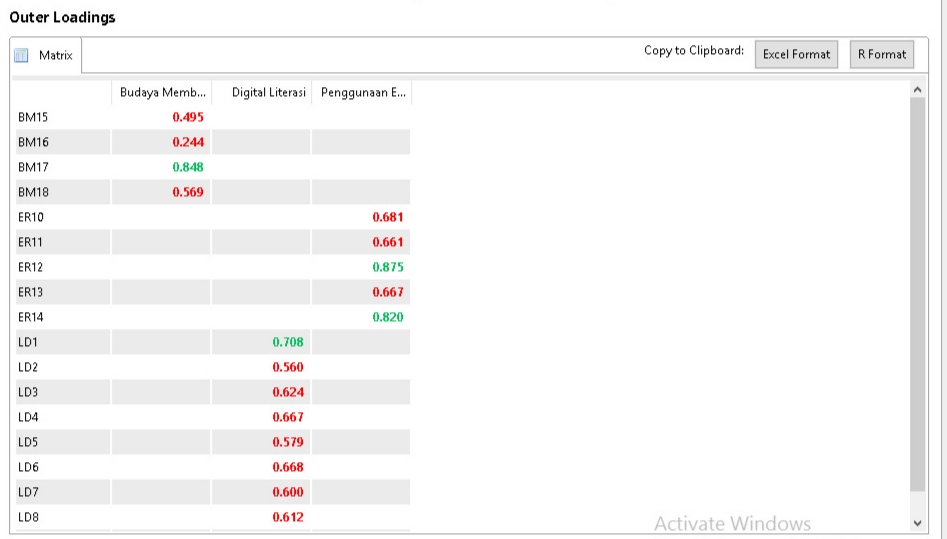 Outer Loadings
Matrix Copy to Clipboard: Excel Format R Format
Budaya Memb... Digital Literasi Penggunaan E...
BM15 0.495
BM16 0.244
BM17 0.848
BM18 0.569
ER10 0.681
ER11 0.661
ER12 0.875
ER13 0.667
ER14 0.820
LD1 0.708
LD2 0.560
LD3 0.624
LD4 0.667
LD5 0.579
LD6 0.668
LD7 0.600
LD8 0.612
Activate Windows